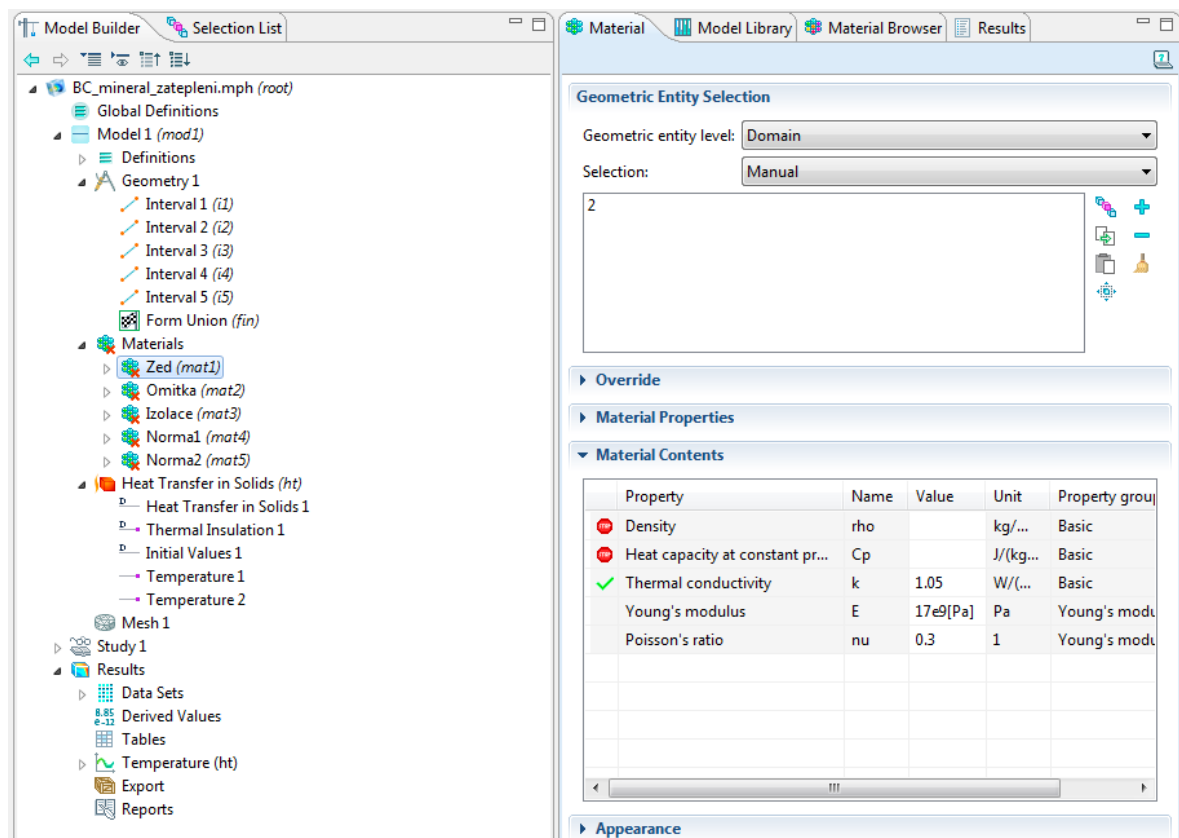 Model Builder
Selection List
BC_mineral_zatepleni.mph (root)
Global Definitions
Model 1 (mod1)
Definitions
Geometry 1
Interval 1 (i1)
Interval 2 (i2)
Interval 3 (i3)
Interval 4 (i4)
Interval 5 (i5)
Form Union (fin)
Materials
Zed (mat1)
Omitka (mat2)
Izolace (mat3)
Norma1 (mat4)
Norma2 (mat5)
Heat Transfer in Solids (ht)
D Heat Transfer in Solids 1
D Thermal Insulation 1
D Initial Values 1
Temperature 1
Temperature 2
Mesh 1
Study 1
Results
Data Sets
8.85
e-12
Derived Values
Tables
Temperature (ht)
Export
Reports
Material
Model Library
Material Browser
Results
Geometric Entity Selection
Geometric entity level: Domain
Selection: Manual
2
Override
Material Properties
Material Contents
Property Name Value Unit Property group
Density rho kg/... Basic
Heat capacity at constant pr... Cp J/(kg... Basic
Thermal conductivity k 1.05 W/(... Basic
Young's modulus E 17e9[Pa] Pa Young's modu
Poisson's ratio nu 0.3 1 Young's modu
Appearance